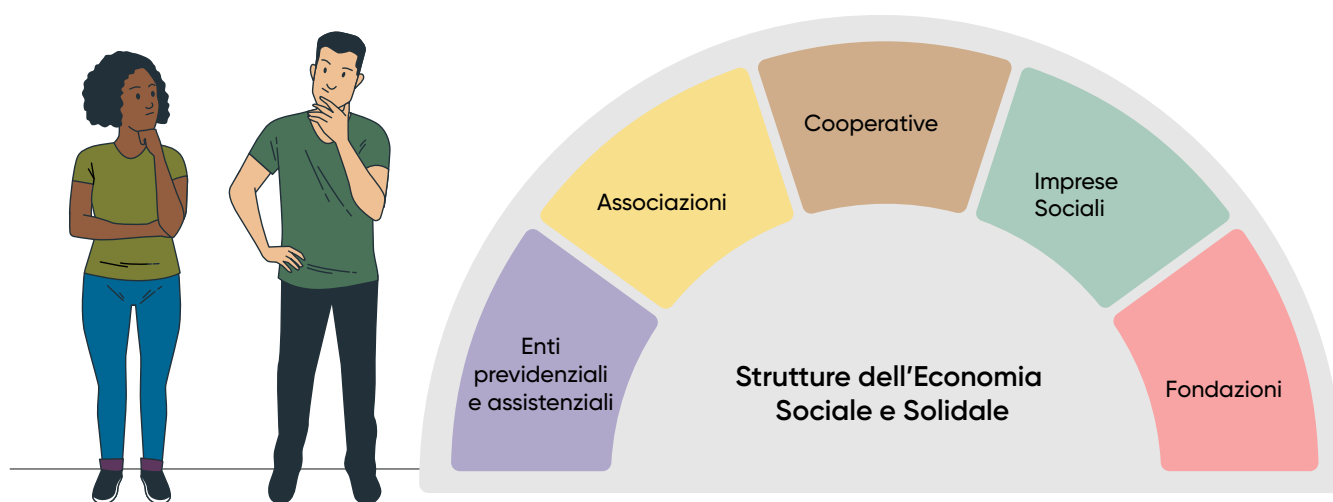 Enti
previdenziali
e assistenziali
Associazioni
Cooperative
Imprese
Sociali
Fondazioni
Strutture dell’Economia
Sociale e Solidale